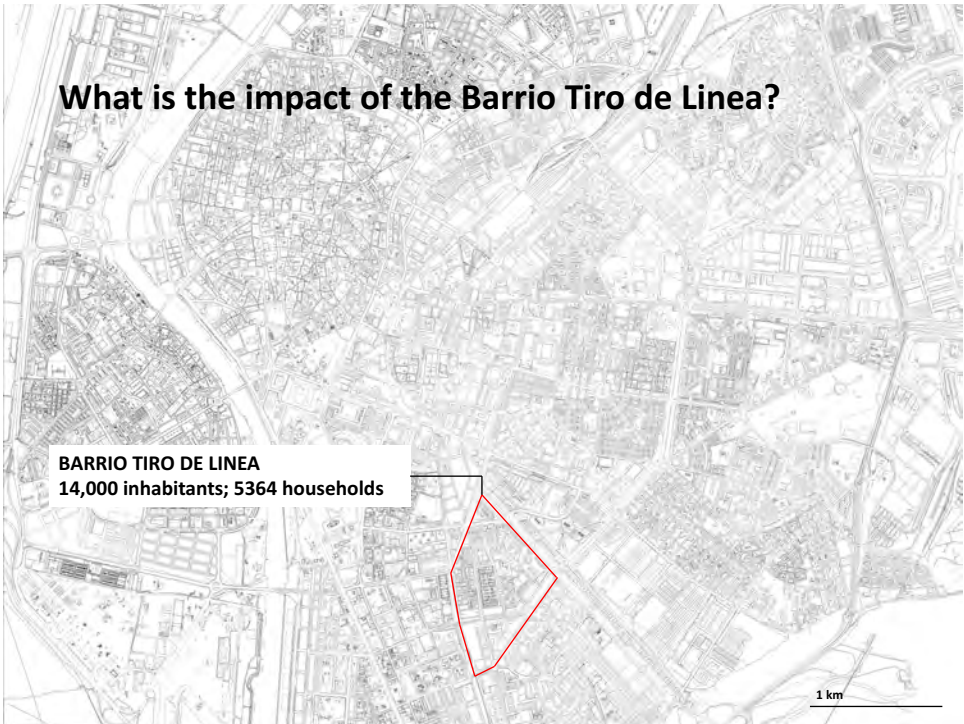 What is the impact of the Barrio Tiro de Linea?
BARRIO TIRO DE LINEA
14,000 inhabitants; 5364 households
1 km